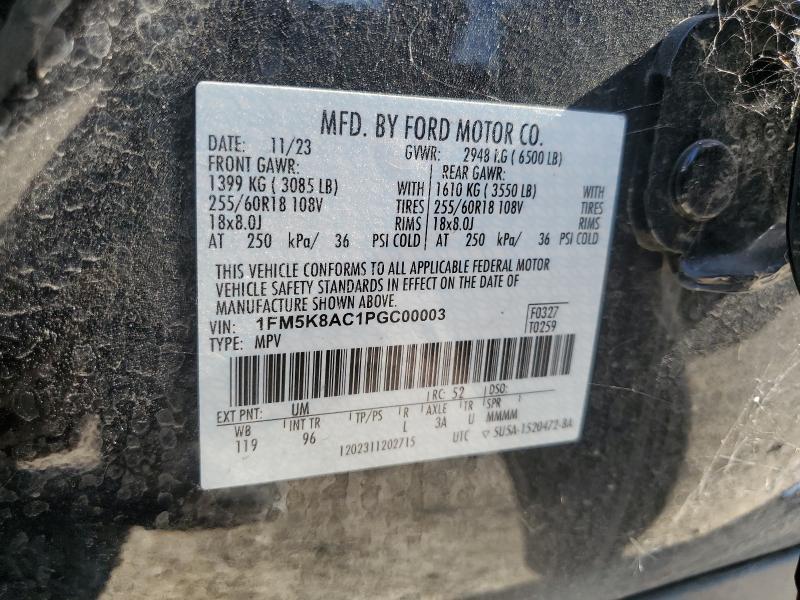 MFD. BY FORD MOTOR CO.
DATE: 11/23 GVWR: 2948 KG ( 6500 LB)
FRONT GAWR: REAR GAWR:
1399 KG ( 3085 LB) WITH 1610 KG ( 3550 LB) WITH
255/60R18 108V TIRES 255/60R18 108V TIRES
18x8.0J RIMS 18x8.0J RIMS
AT 250 kPa/ 36 PSI COLD AT 250 kPa/ 36 PSI COLD
THIS VEHICLE CONFORMS TO ALL APPLICABLE FEDERAL MOTOR
VEHICLE SAFETY STANDARDS IN EFFECT ON THE DATE OF
MANUFACTURE SHOWN ABOVE.
VIN: 1FM5K8AC1PGC00003 F0327
TYPE: MPV T0259
EXT PNT: UM RC: 52 DSO:
WB INT TR TP/PS R AXLE TR SPR
119 96 L 3A U MMMM
1202311202715 UTC ▽ SU5A-1520472-BA